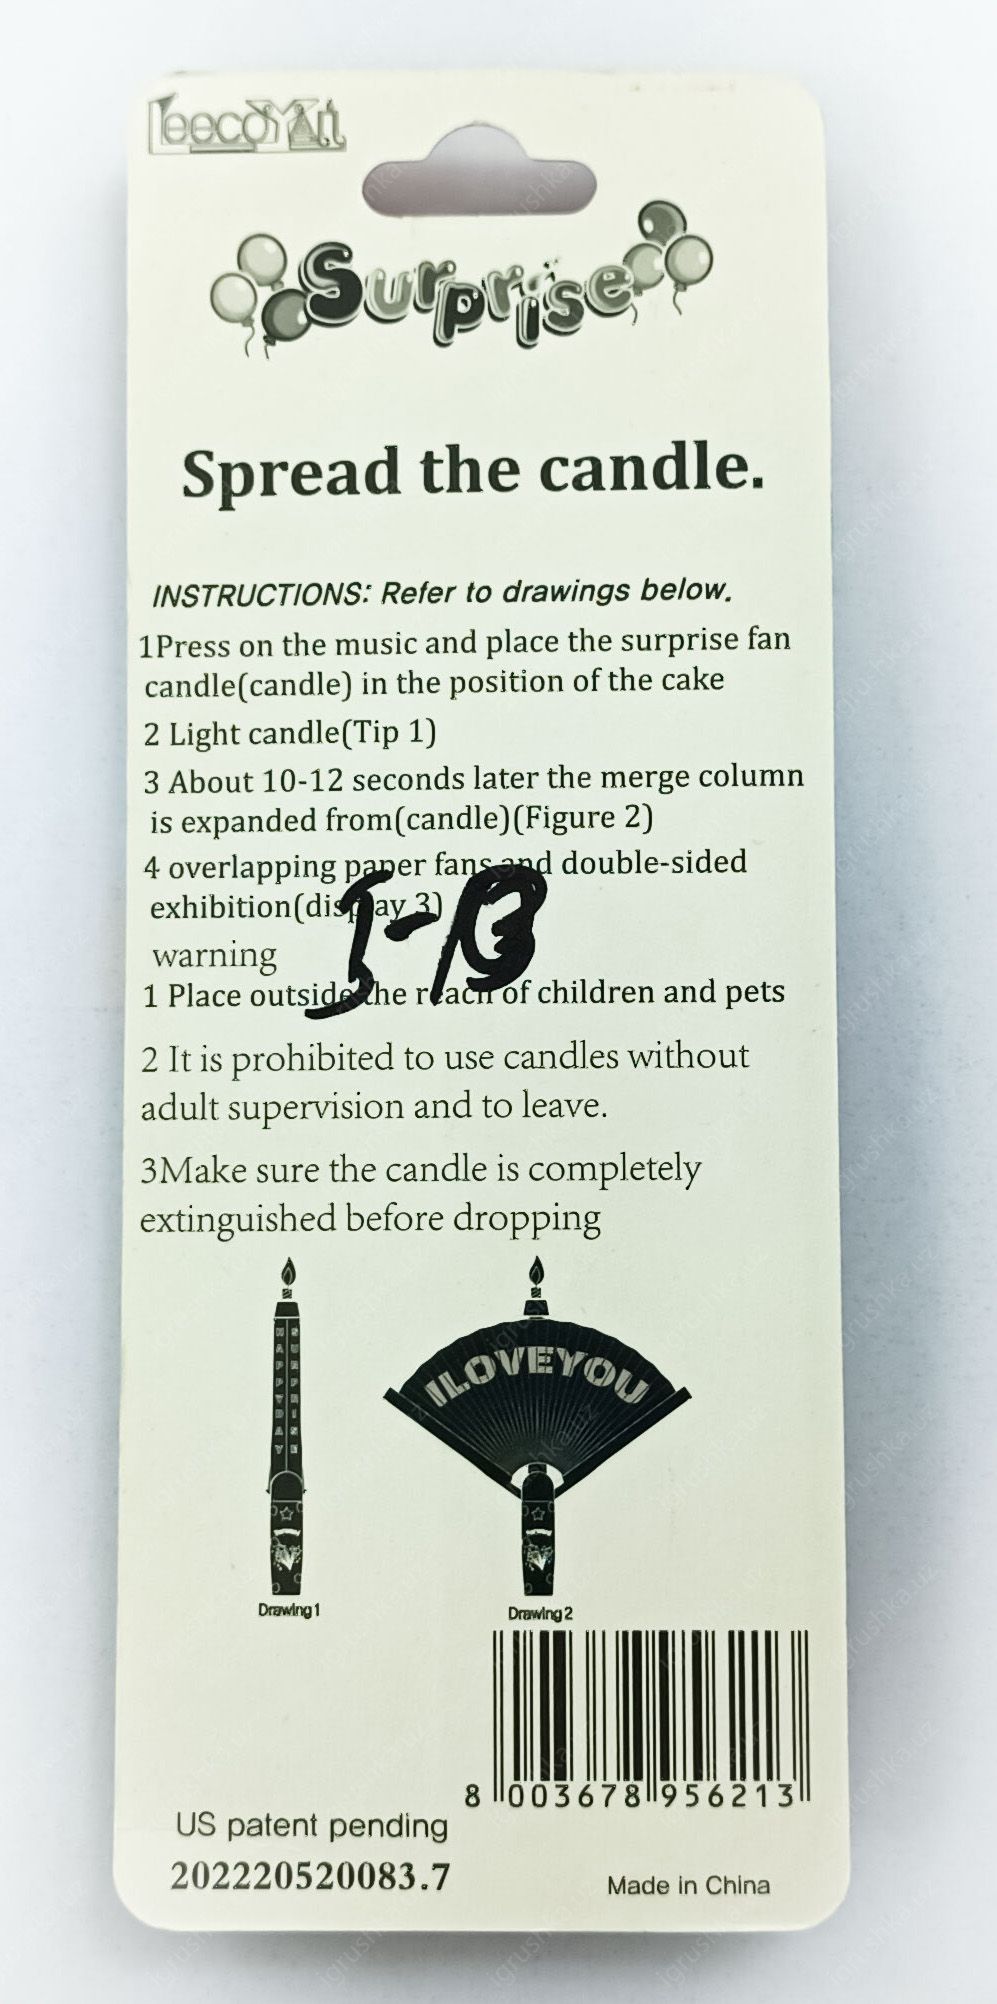 LeecoMAtt
Surprise
Spread the candle.
INSTRUCTIONS: Refer to drawings below.
1Press on the music and place the surprise fan
candle(candle) in the position of the cake
2 Light candle(Tip 1)
3 About 10-12 seconds later the merge column
is expanded from(candle)(Figure 2)
4 overlapping paper fans and double-sided
exhibition(display 3)
warning
1 Place outside the reach of children and pets
2 It is prohibited to use candles without
adult supervision and to leave.
3Make sure the candle is completely
extinguished before dropping
HAPPYDAY
SURPRISE
ILOVEYOU
Drawing 1
Drawing 2
8 003678 956213
US patent pending
202220520083.7
Made in China
igrushka.uz